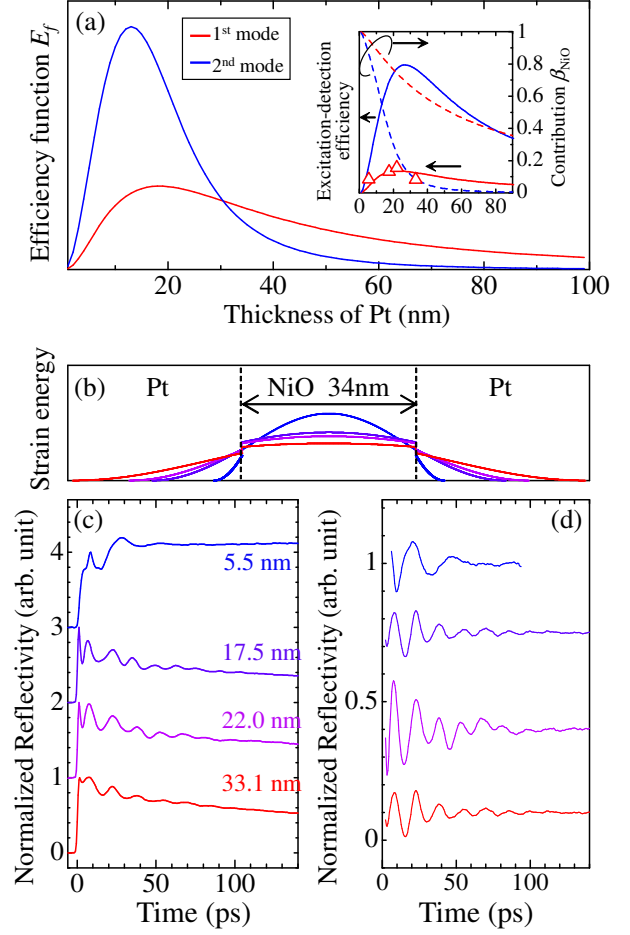 (a)
1st mode
2nd mode
Efficiency function Ef
Excitation-detection
efficiency
Contribution βNiO
1
0.8
0.6
0.4
0.2
0
0 20 40 60 80
20 40 60 80 100
Thickness of Pt (nm)
(b)
Pt
NiO 34nm
Pt
Strain energy
(c)
Normalized Reflectivity (arb. unit)
4
3
2
1
0
5.5 nm
17.5 nm
22.0 nm
33.1 nm
0 50 100
Time (ps)
(d)
Normalized Reflectivity (arb. unit)
1
0.5
0
0 50 100
Time (ps)